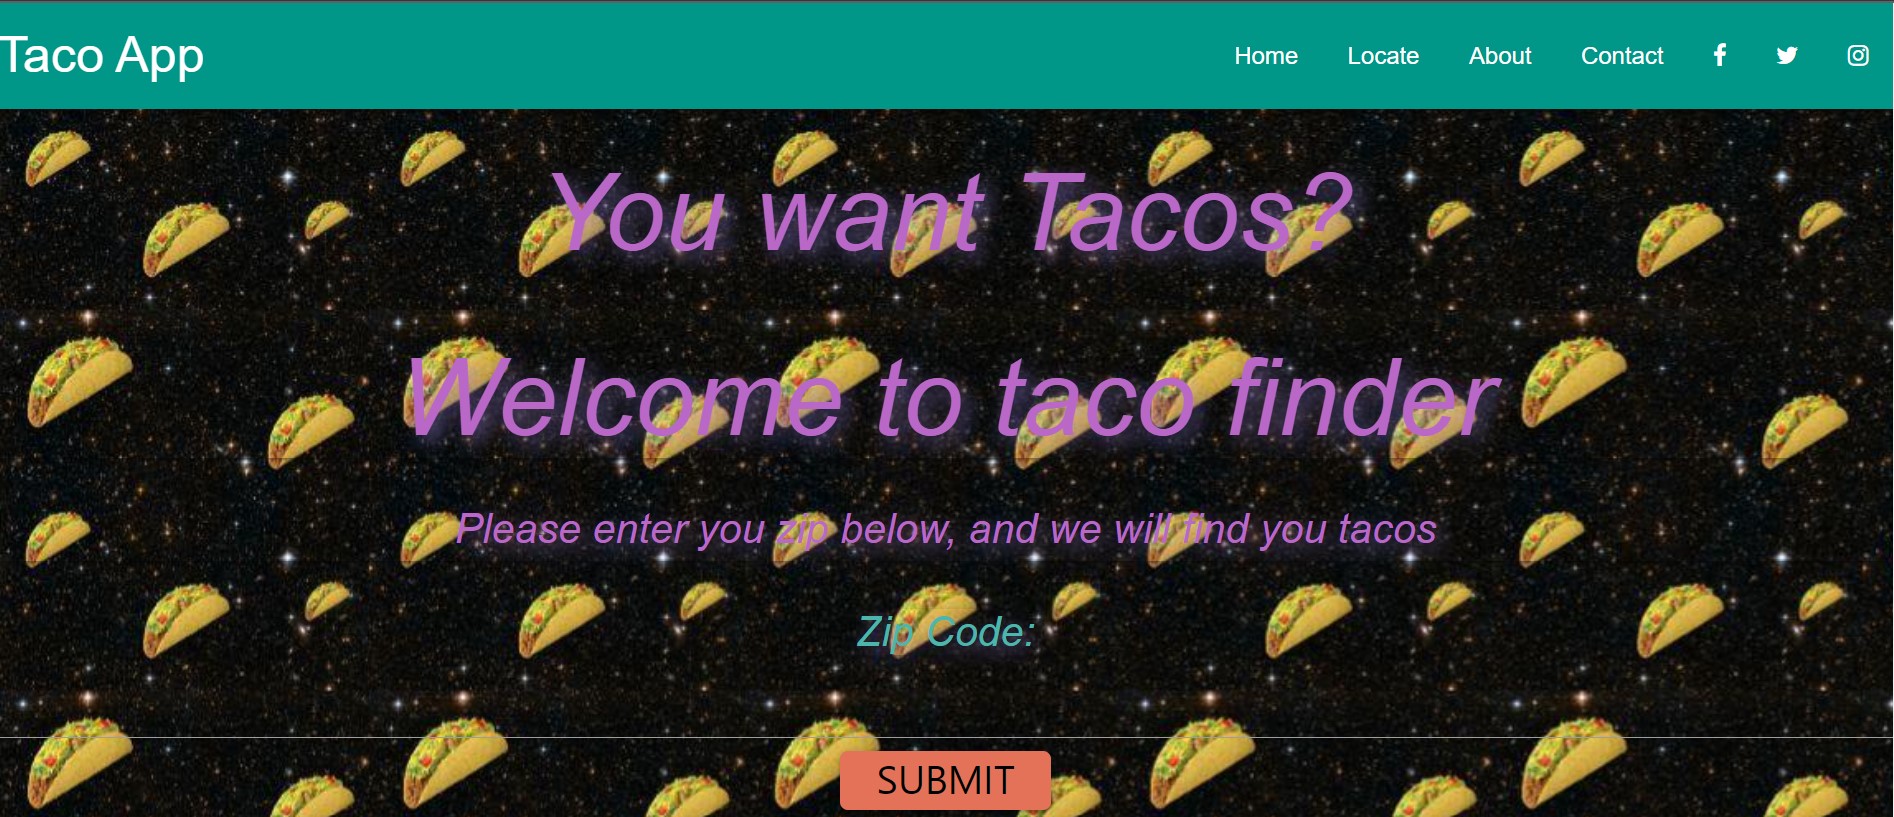 Taco App
Home Locate About Contact
You want Tacos?
Welcome to taco finder
Please enter you zip below, and we will find you tacos
Zip Code:
SUBMIT